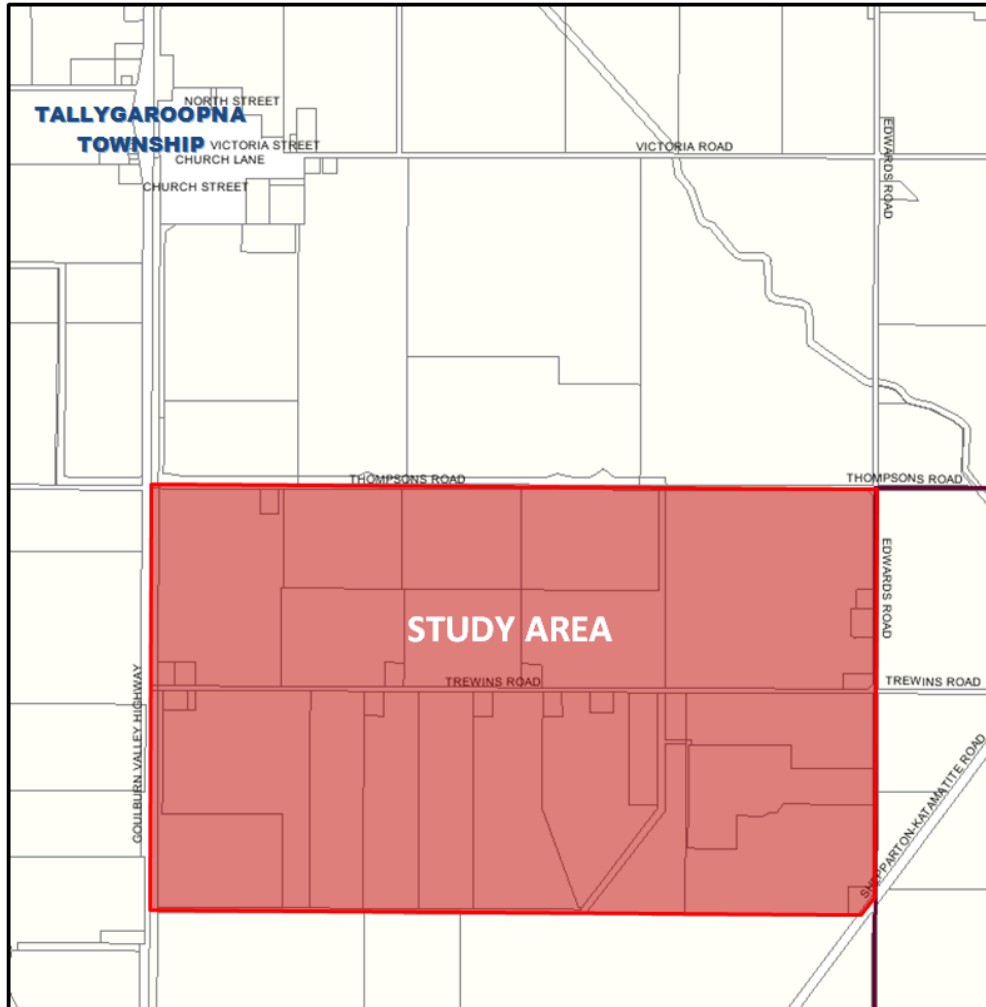 NORTH STREET
TALLYGAROOPNA
TOWNSHIP
VICTORIA STREET
CHURCH LANE
CHURCH STREET
VICTORIA ROAD
EDWARDS ROAD
THOMPSONS ROAD
THOMPSONS ROAD
EDWARDS ROAD
STUDY AREA
TREWINS ROAD
TREWINS ROAD
GOULBURN VALLEY HIGHWAY
SHEPPARTON-KATAMATITE ROAD